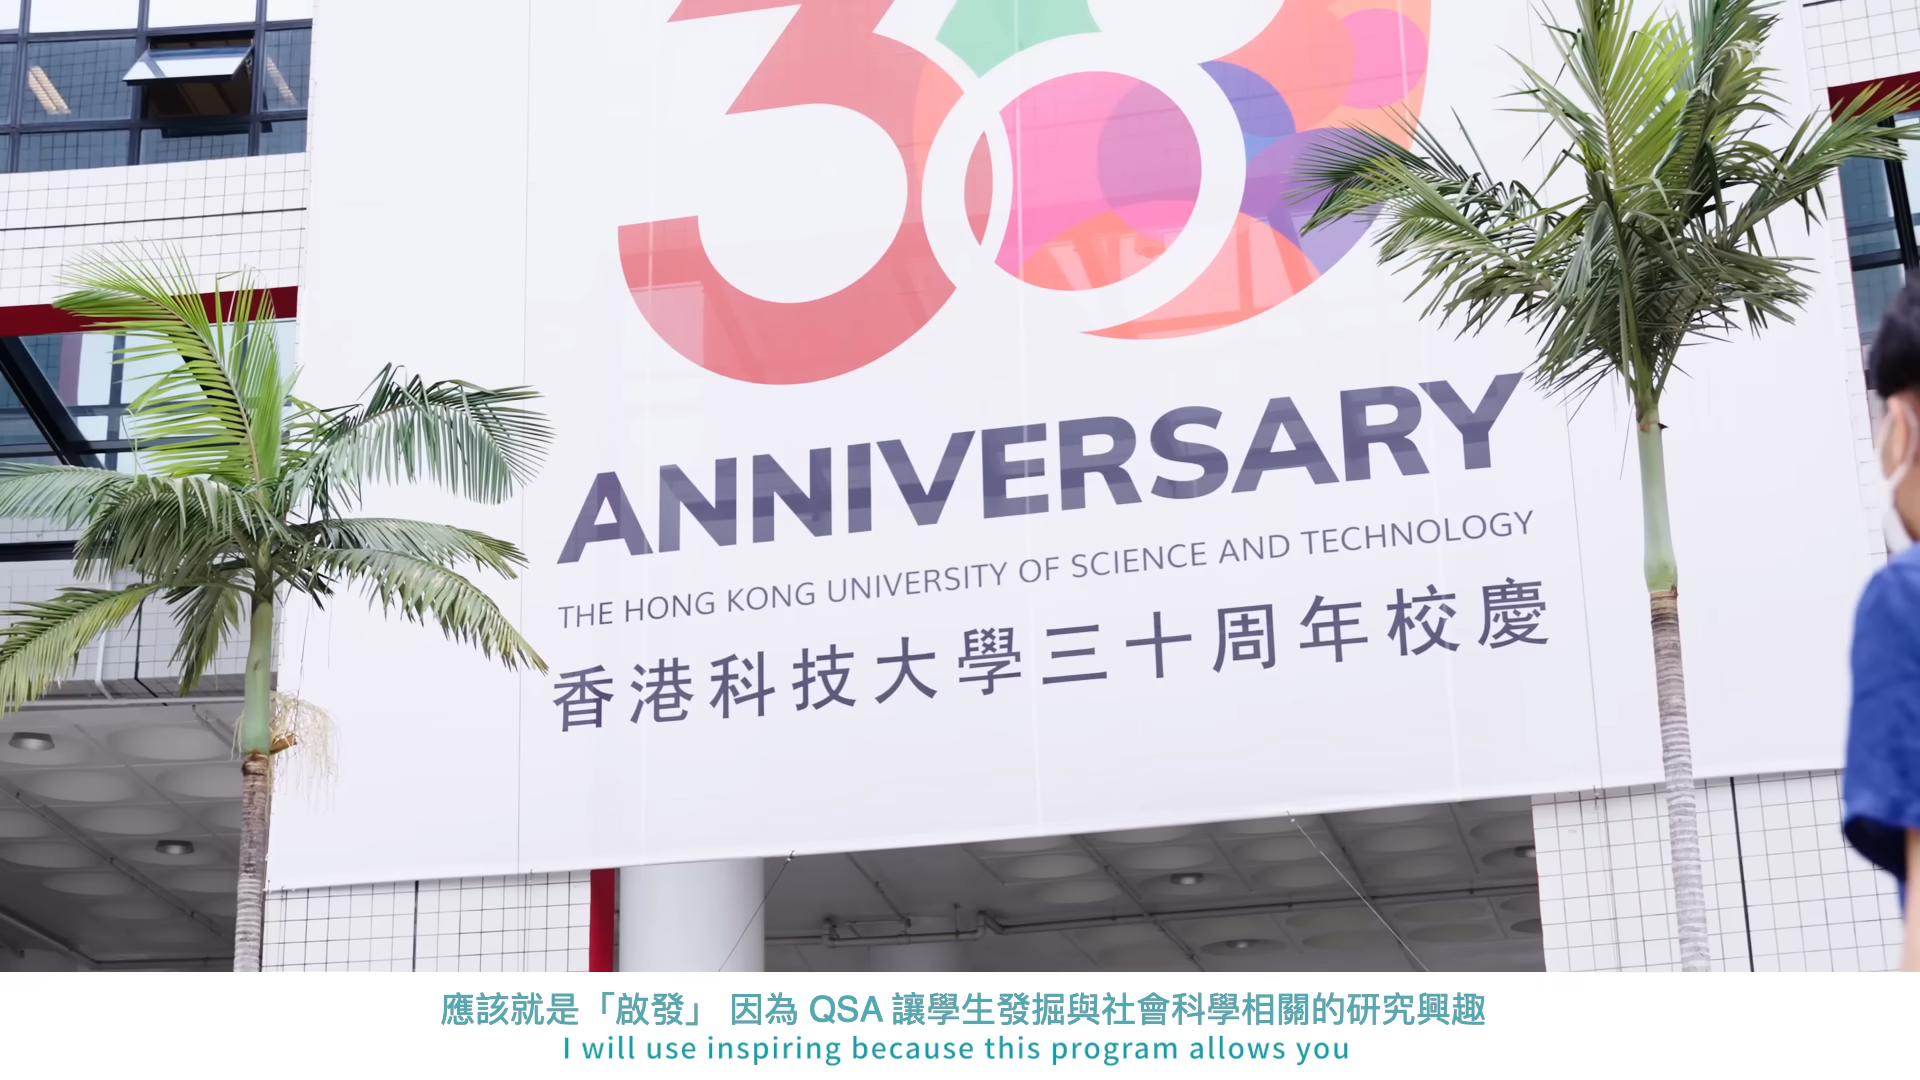 30
ANNIVERSARY
THE HONG KONG UNIVERSITY OF SCIENCE AND TECHNOLOGY
香港科技大學三十周年校慶
應該就是「啟發」 因為 QSA 讓學生發掘與社會科學相關的研究興趣
I will use inspiring because this program allows you